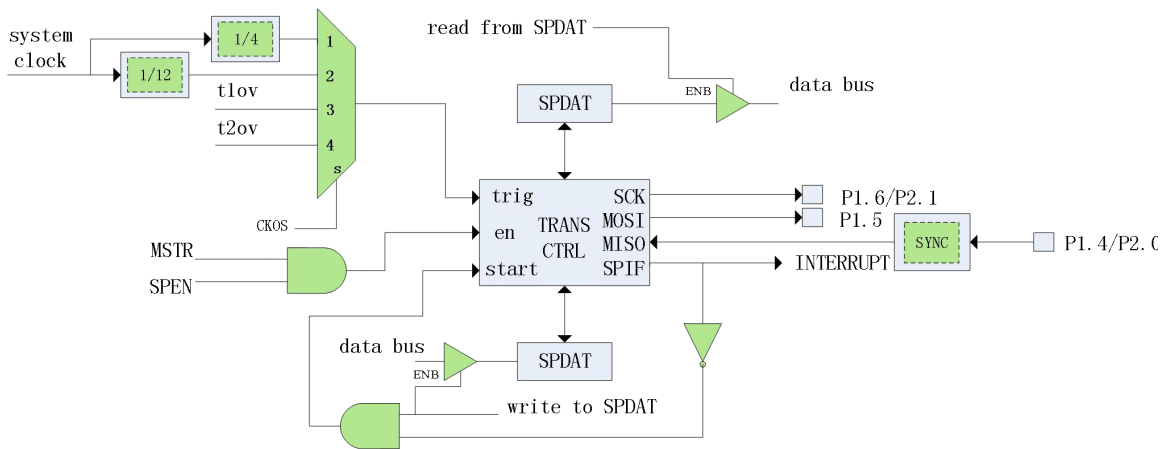 system
clock
1/4
1/12
t1ov
t2ov
1
2
3
4
s
CKOS
MSTR
SPEN
read from SPDAT
ENB
data bus
SPDAT
trig
en
start
TRANS
CTRL
SCK
MOSI
MISO
SPIF
P1.6/P2.1
P1.5
SYNC
P1.4/P2.0
INTERRUPT
data bus
ENB
SPDAT
write to SPDAT